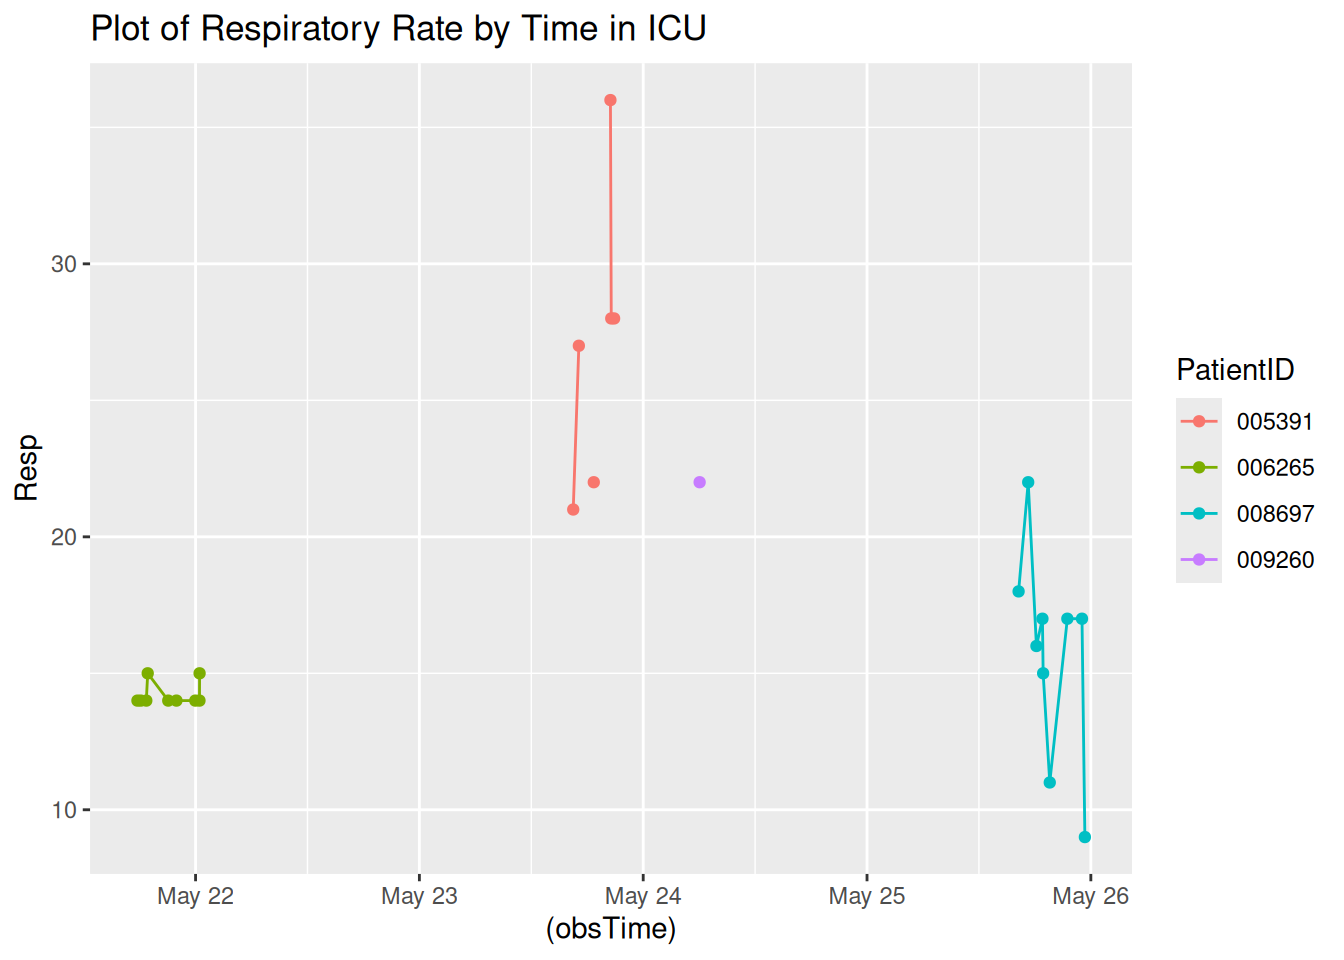 Plot of Respiratory Rate by Time in ICU
Resp
30
20
10
May 22
May 23
May 24
May 25
May 26
(obsTime)
PatientID
005391
006265
008697
009260